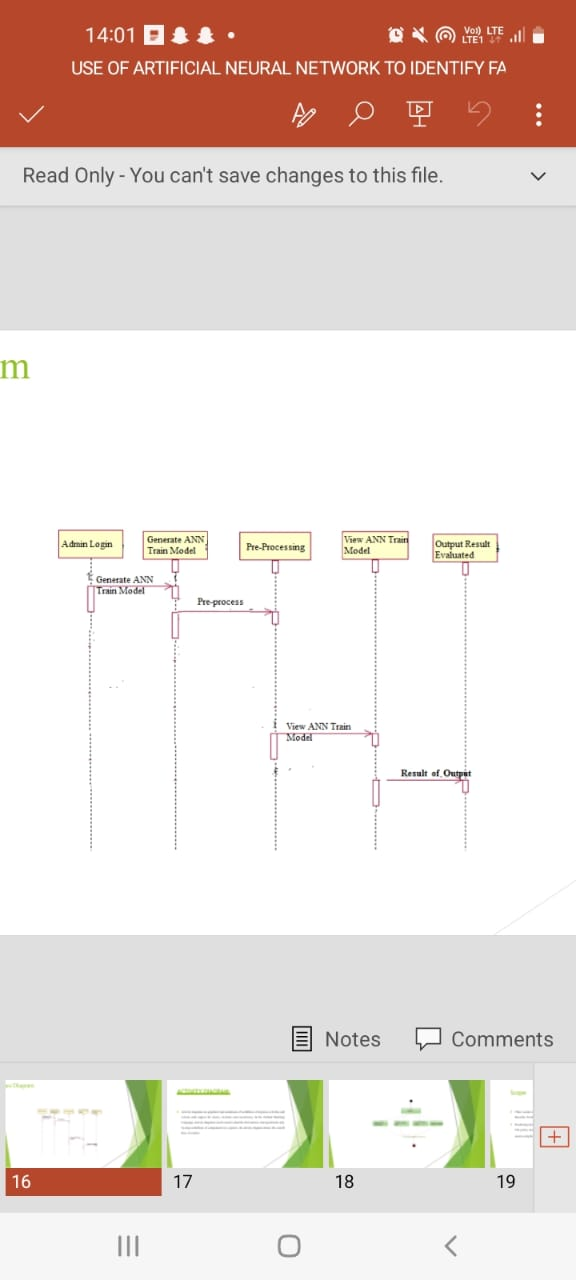 14:01
Vo)) LTE
LTE1
USE OF ARTIFICIAL NEURAL NETWORK TO IDENTIFY FA
Read Only - You can't save changes to this file.
m
Admin Login
Generate ANN
Train Model
Pre-Processing
View ANN Train
Model
Output Result
Evaluated
Generate ANN
Train Model
Pre-process
View ANN Train
Model
Result of Output
Notes
Comments
ACTIVITY DIAGRAM
Scopes
16
17
18
19